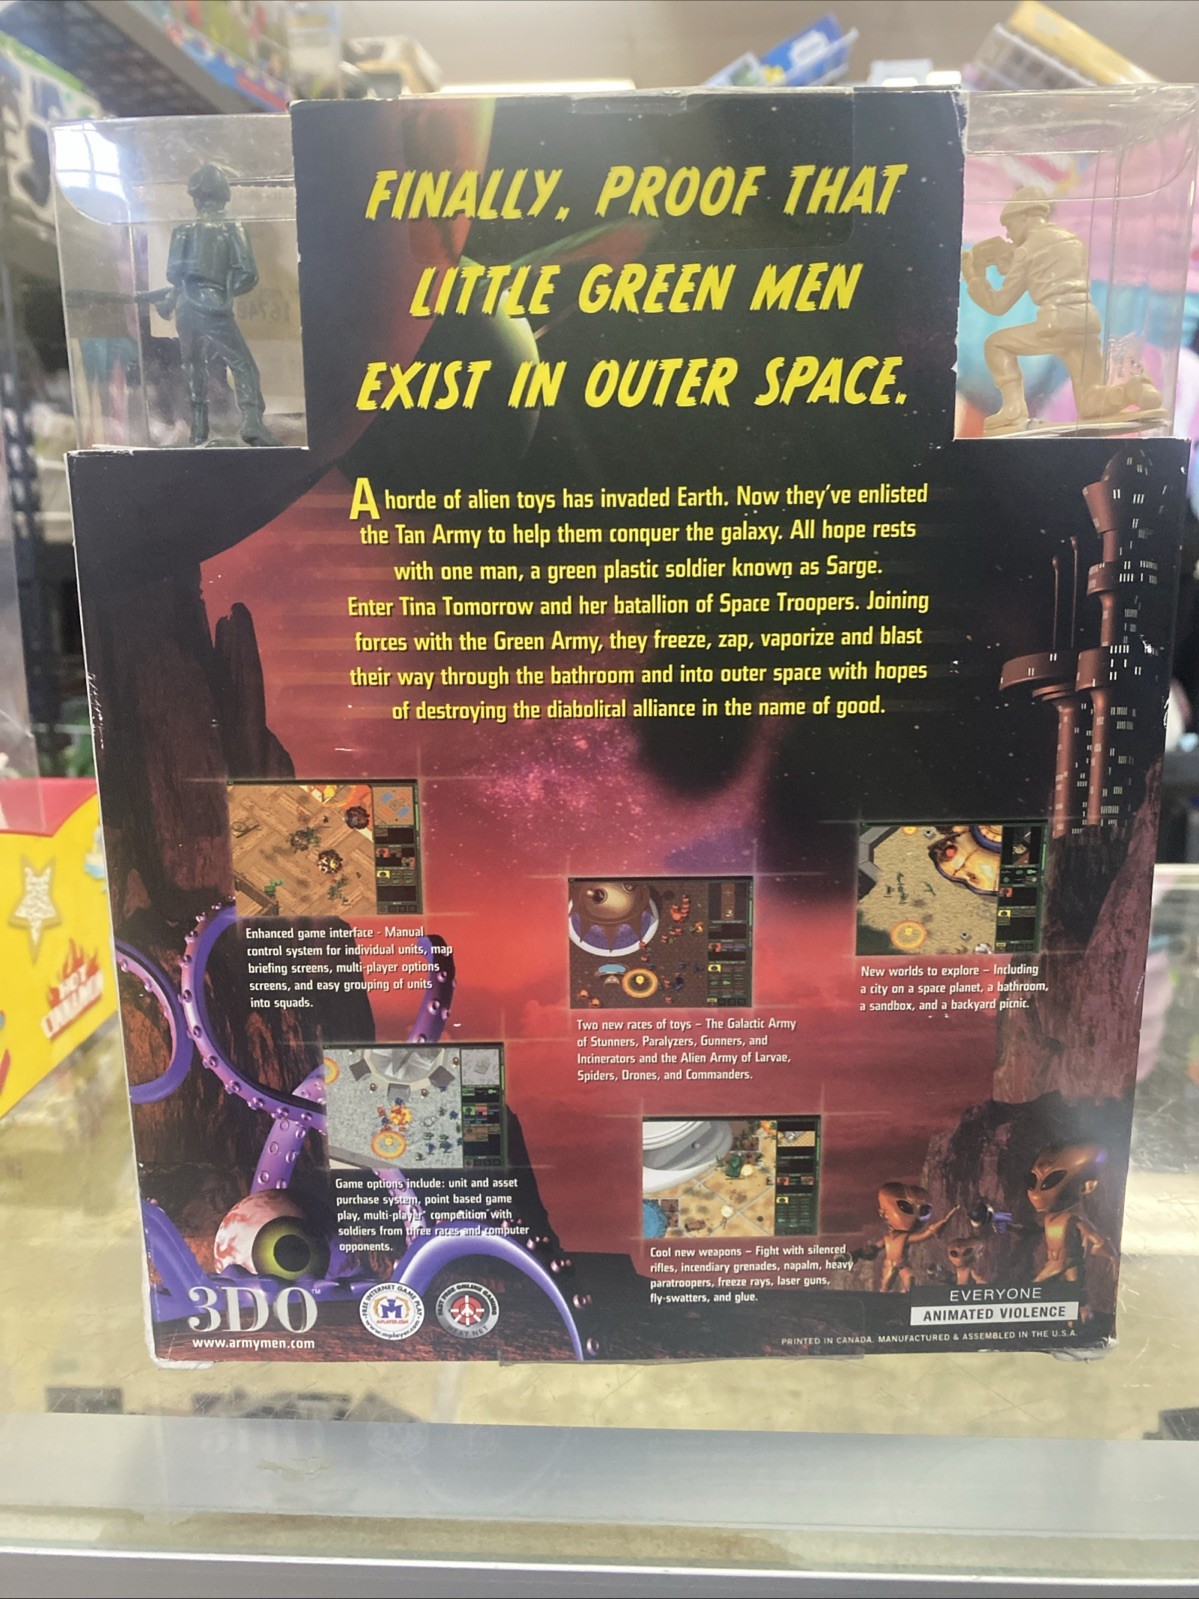 FINALLY, PROOF THAT
LITTLE GREEN MEN
EXIST IN OUTER SPACE.
A horde of alien toys has invaded Earth. Now they've enlisted
the Tan Army to help them conquer the galaxy. All hope rests
with one man, a green plastic soldier known as Sarge.
Enter Tina Tomorrow and her batallion of Space Troopers. Joining
forces with the Green Army, they freeze, zap, vaporize and blast
their way through the bathroom and into outer space with hopes
of destroying the diabolical alliance in the name of good.
Enhanced game interface - Manual
control system for individual units, map
briefing screens, multi-player options
screens, and easy grouping of units
into squads.
Two new races of toys – The Galactic Army
of Stunners, Paralyzers, Gunners, and
Incinerators and the Alien Army of Larvae,
Spiders, Drones, and Commanders.
New worlds to explore – Including
a city on a space planet, a bathroom,
a sandbox, and a backyard picnic.
Game options include: unit and asset
purchase system, point based game
play, multi-player competition with
soldiers from three races and computer
opponents.
Cool new weapons – Fight with silenced
rifles, incendiary grenades, napalm, heavy
paratroopers, freeze rays, laser guns,
fly-swatters, and glue.
3DO™
www.armymen.com
FREE INTERNET GAME PLAY
MPLAYER.COM
www.mplayer.com
EVERYONE
ANIMATED VIOLENCE
PRINTED IN CANADA. MANUFACTURED & ASSEMBLED IN THE U.S.A.